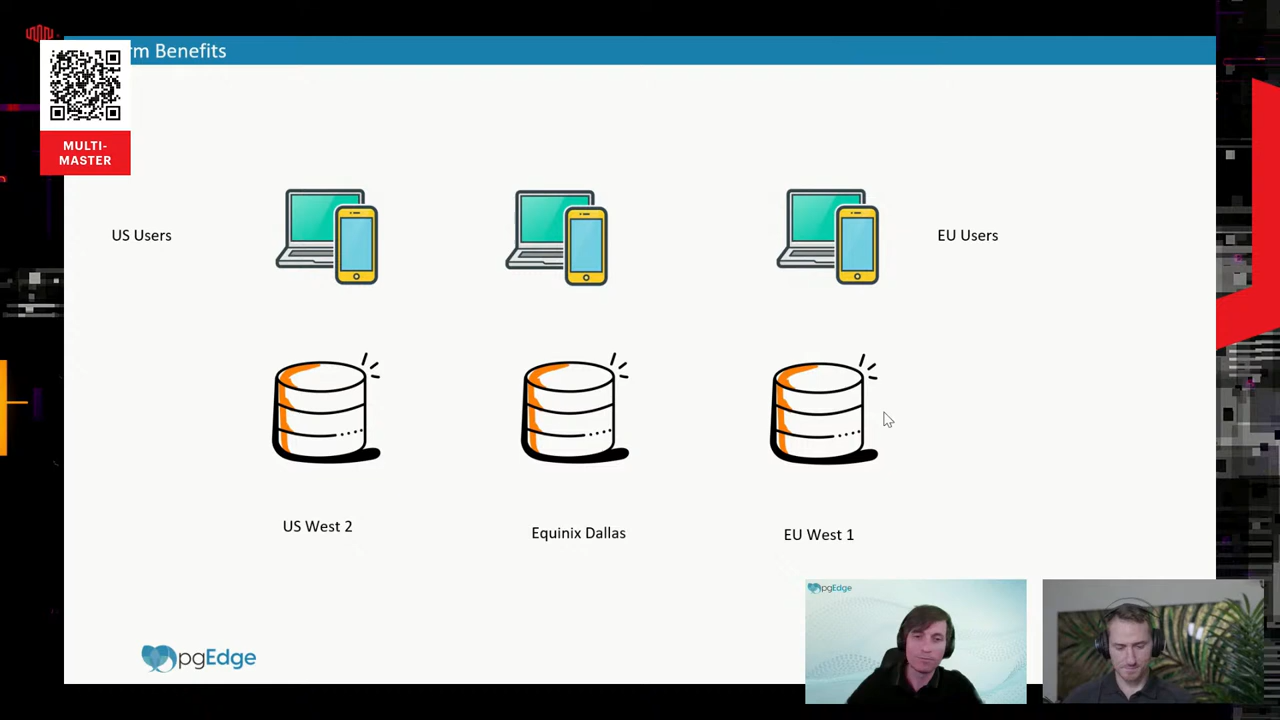 rm Benefits
MULTI-
MASTER
US Users
EU Users
US West 2
Equinix Dallas
EU West 1
pgEdge
pgEdge